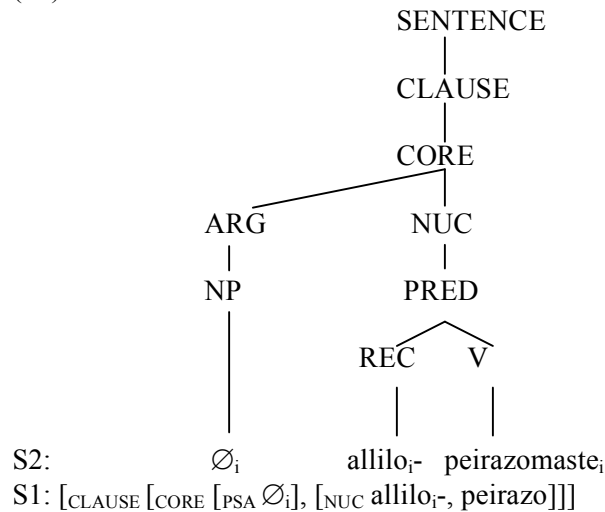 SENTENCE
CLAUSE
CORE
ARG NUC
NP PRED
REC V
S2: ∅i alliloi- peirazomastei
S1: [CLAUSE [CORE [PSA ∅i], [NUC alliloi-, peirazo]]]